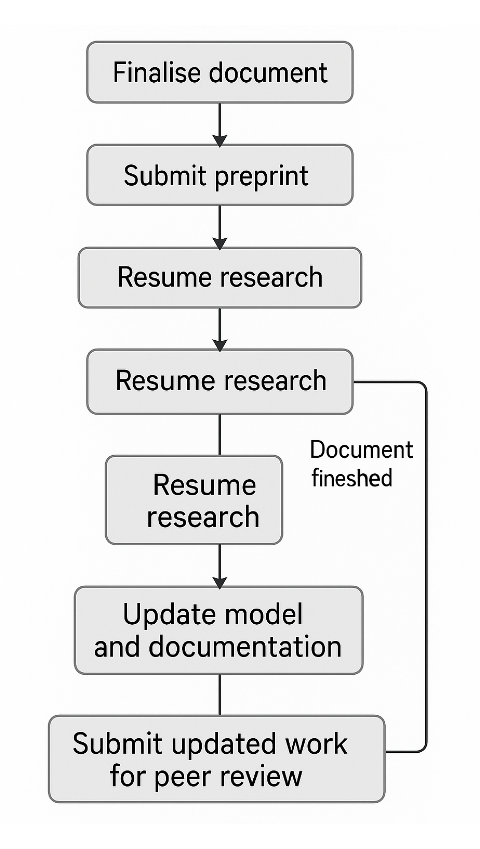 Finalise document
Submit preprint
Resume research
Resume research
Document
fineshed
Resume
research
Update model
and documentation
Submit updated work
for peer review